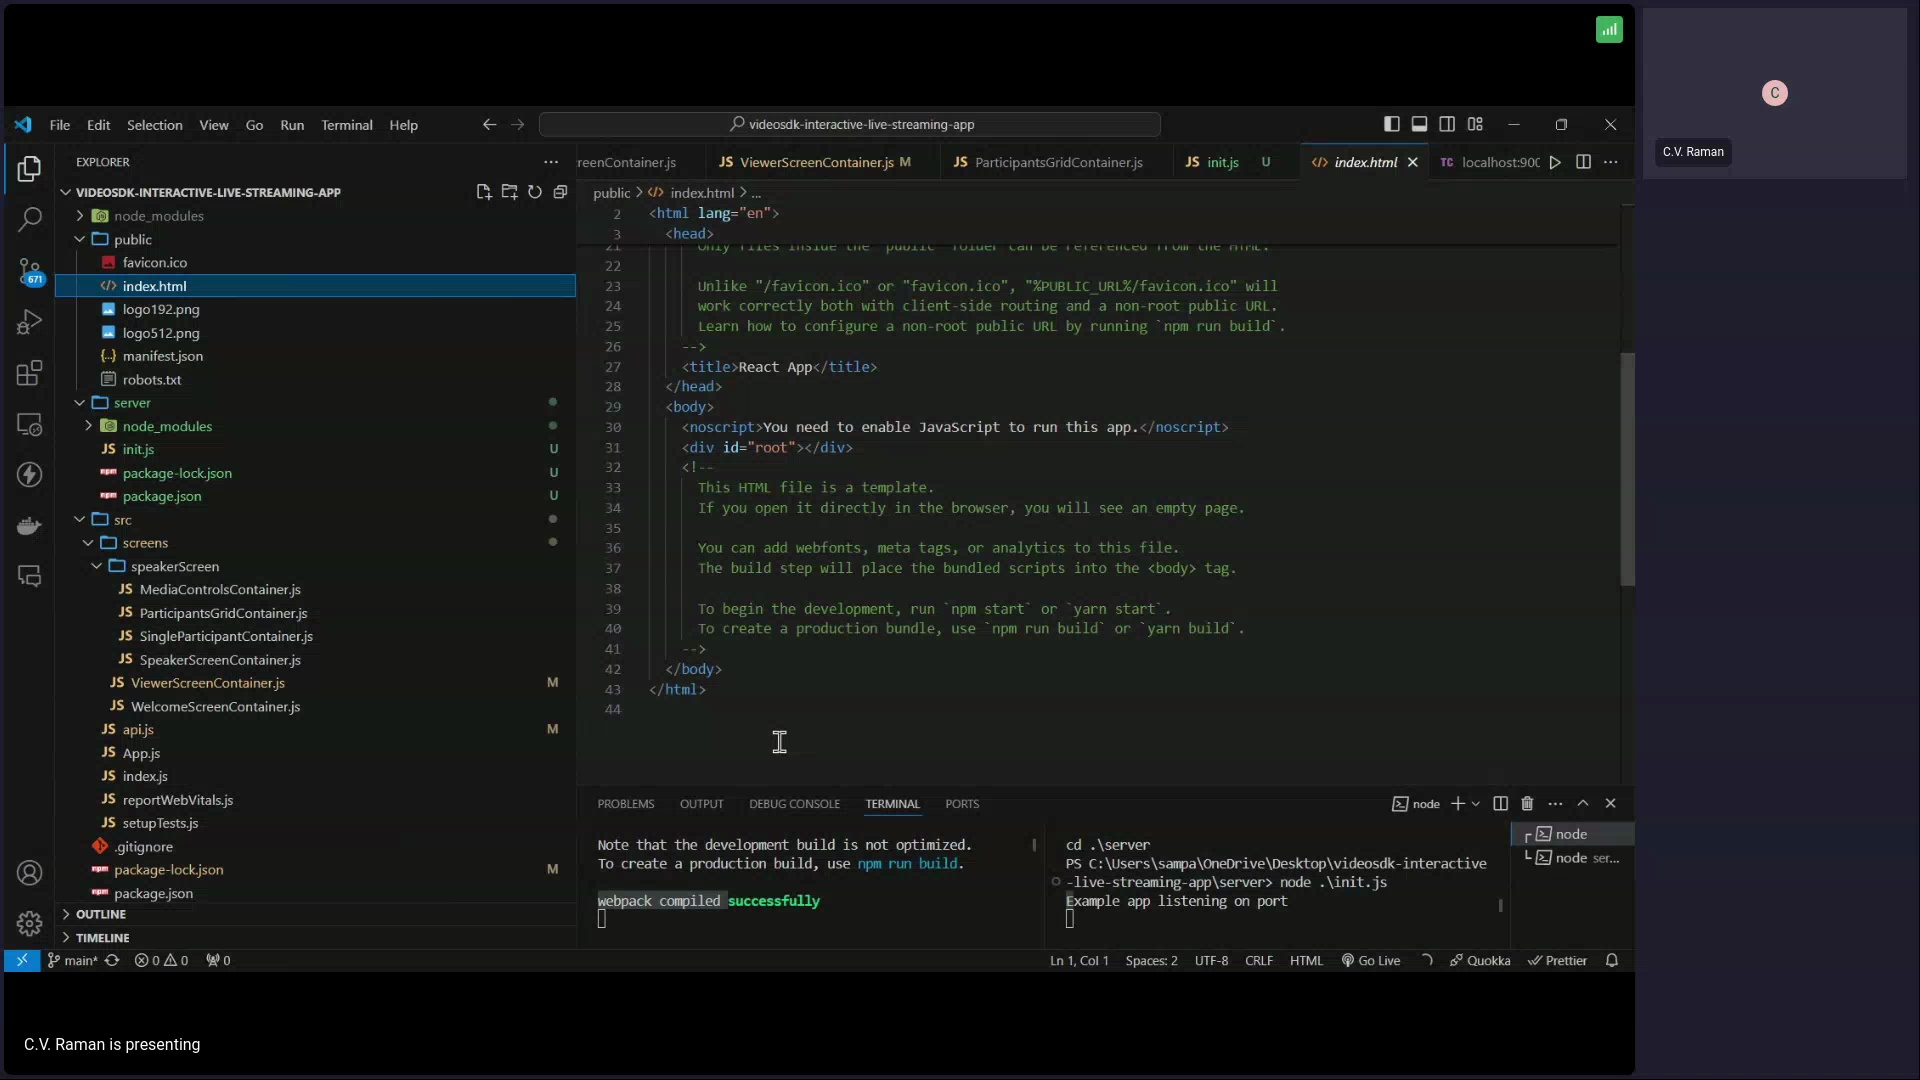 C
C.V. Raman
File Edit Selection View Go Run Terminal Help
videosdk-interactive-live-streaming-app
EXPLORER
VIDEOSDK-INTERACTIVE-LIVE-STREAMING-APP
node_modules
public
favicon.ico
index.html
logo192.png
logo512.png
manifest.json
robots.txt
server
node_modules
init.js U
package-lock.json U
package.json U
src
screens
speakerScreen
MediaControlsContainer.js
ParticipantsGridContainer.js
SingleParticipantContainer.js
SpeakerScreenContainer.js
ViewerScreenContainer.js M
WelcomeScreenContainer.js
api.js M
App.js
index.js
reportWebVitals.js
setupTests.js
.gitignore
package-lock.json M
package.json
OUTLINE
TIMELINE
671
reenContainer.js JS ViewerScreenContainer.js M JS ParticipantsGridContainer.js JS init.js U index.html TC localhost:900
public > index.html > ...
2 <html lang="en">
3 <head>
21 Only files inside the `public` folder can be referenced from the HTML.
22
23 Unlike "/favicon.ico" or "favicon.ico", "%PUBLIC_URL%/favicon.ico" will
24 work correctly both with client-side routing and a non-root public URL.
25 Learn how to configure a non-root public URL by running `npm run build`.
26 -->
27 <title>React App</title>
28 </head>
29 <body>
30 <noscript>You need to enable JavaScript to run this app.</noscript>
31 <div id="root"></div>
32 <!--
33 This HTML file is a template.
34 If you open it directly in the browser, you will see an empty page.
35
36 You can add webfonts, meta tags, or analytics to this file.
37 The build step will place the bundled scripts into the <body> tag.
38
39 To begin the development, run `npm start` or `yarn start`.
40 To create a production bundle, use `npm run build` or `yarn build`.
41 -->
42 </body>
43 </html>
44
PROBLEMS OUTPUT DEBUG CONSOLE TERMINAL PORTS
node
Note that the development build is not optimized.
To create a production build, use npm run build.
webpack compiled successfully
cd .\server
PS C:\Users\sampa\OneDrive\Desktop\videosdk-interactive
-live-streaming-app\server> node .\init.js
Example app listening on port
node
node ser...
main* 0 0 0 Ln 1, Col 1 Spaces: 2 UTF-8 CRLF HTML Go Live Quokka Prettier
C.V. Raman is presenting